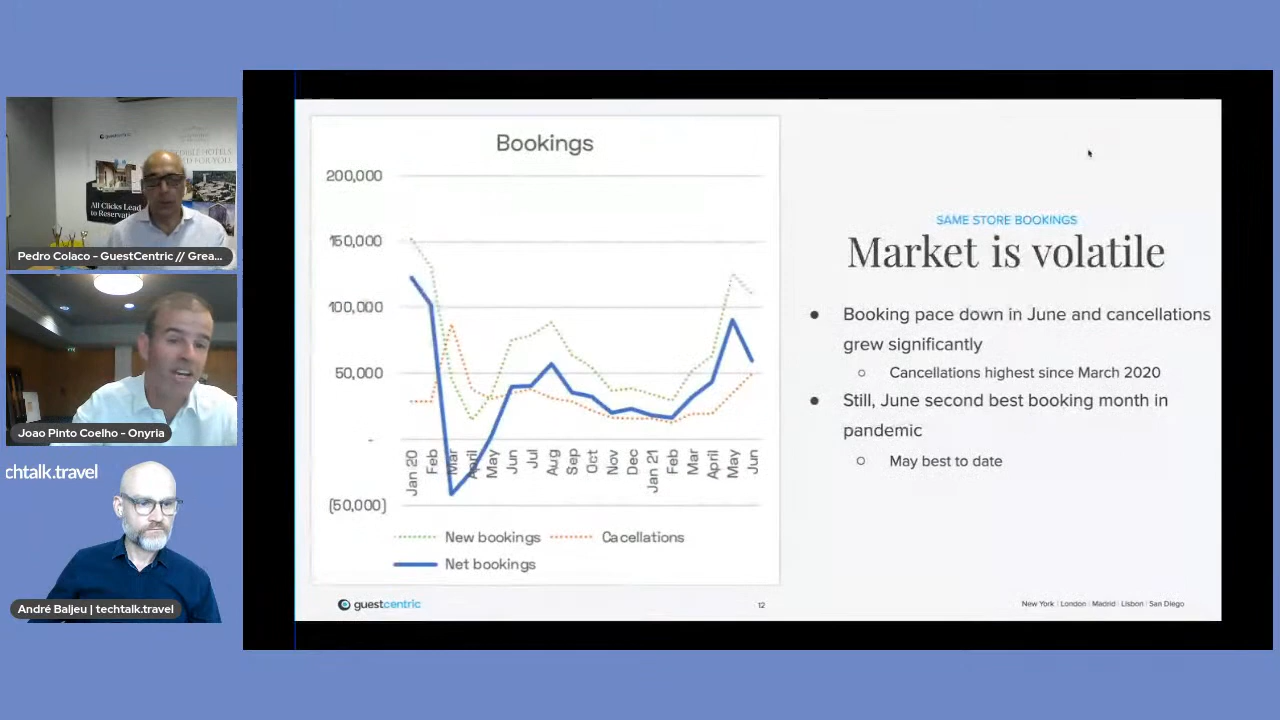 All Clicks Lead
to Reservati
Pedro Colaco - GuestCentric // Grea...
Joao Pinto Coelho - Onyria
chtalk.travel
André Baljeu | techtalk.travel
Bookings
200,000
150,000
100,000
50,000
-
(50,000)
Jan 20
Feb
Mar
April
May
Jun
Jul
Aug
Sep
Oct
Nov
Dec
Jan 21
Feb
Mar
April
May
Jun
New bookings
Cacellations
Net bookings
SAME STORE BOOKINGS
Market is volatile
● Booking pace down in June and cancellations
grew significantly
○ Cancellations highest since March 2020
● Still, June second best booking month in
pandemic
○ May best to date
guestcentric
12
New York | London | Madrid | Lisbon | San Diego